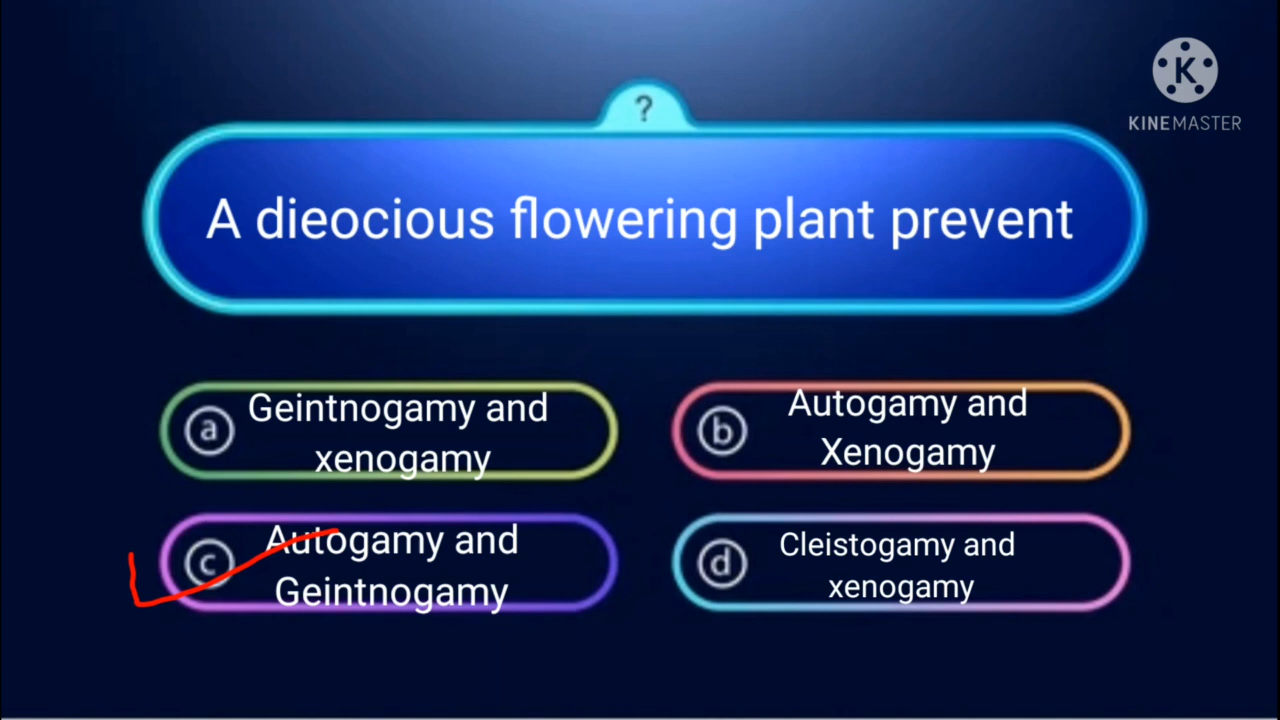 ?
KINEMASTER
A dieocious flowering plant prevent
a Geintnogamy and
xenogamy
b Autogamy and
Xenogamy
c Autogamy and
Geintnogamy
d Cleistogamy and
xenogamy